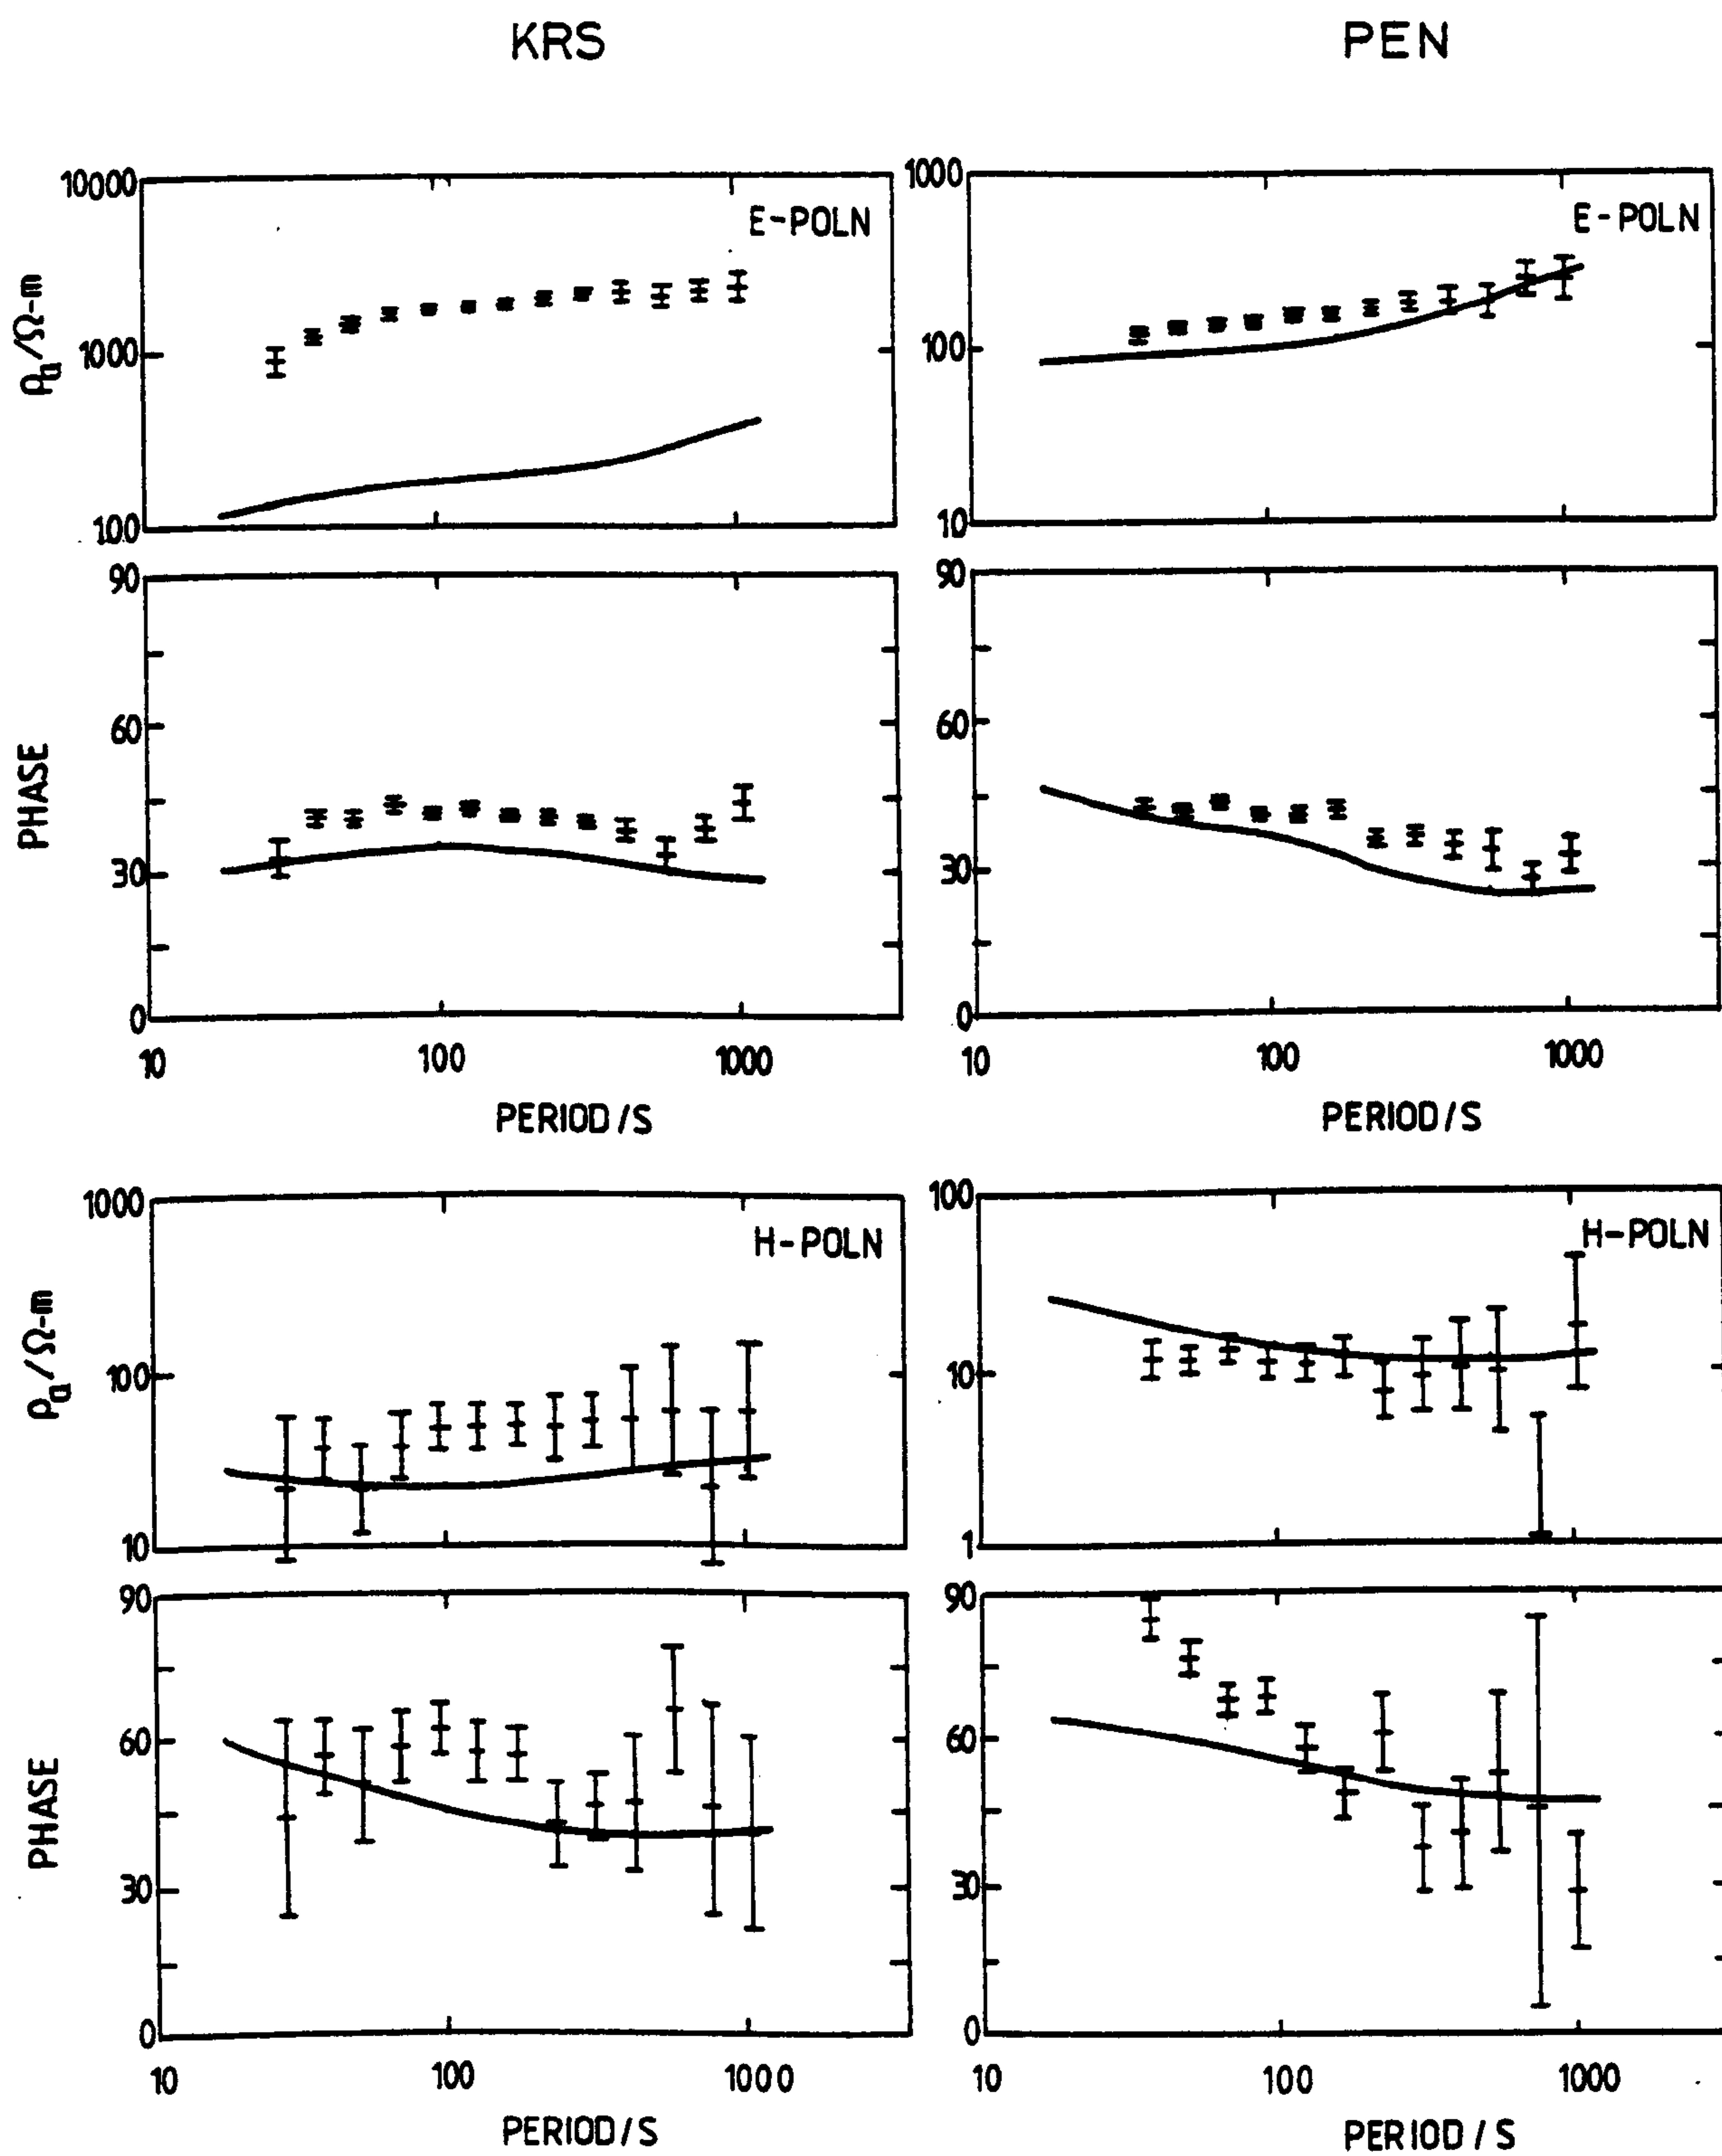 KRS PEN
10000 1000
E-POLN E-POLN
ρa/Ω-m
1000 100
100 10
90 90
60 60
PHASE
30 30
0 0
10 100 1000 10 100 1000
PERIOD/S PERIOD/S
1000 100
H-POLN H-POLN
ρa/Ω-m
100 10
10 1
90 90
60 60
PHASE
30 30
0 0
10 100 1000 10 100 1000
PERIOD/S PERIOD/S